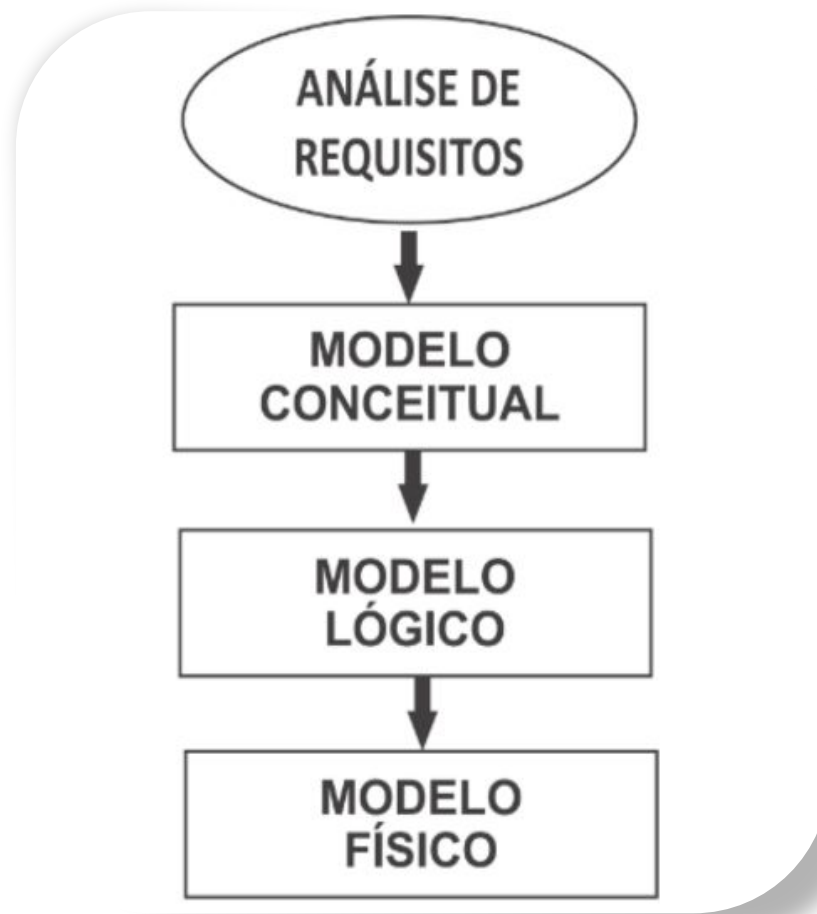 ANÁLISE DE
REQUISITOS
MODELO
CONCEITUAL
MODELO
LÓGICO
MODELO
FÍSICO